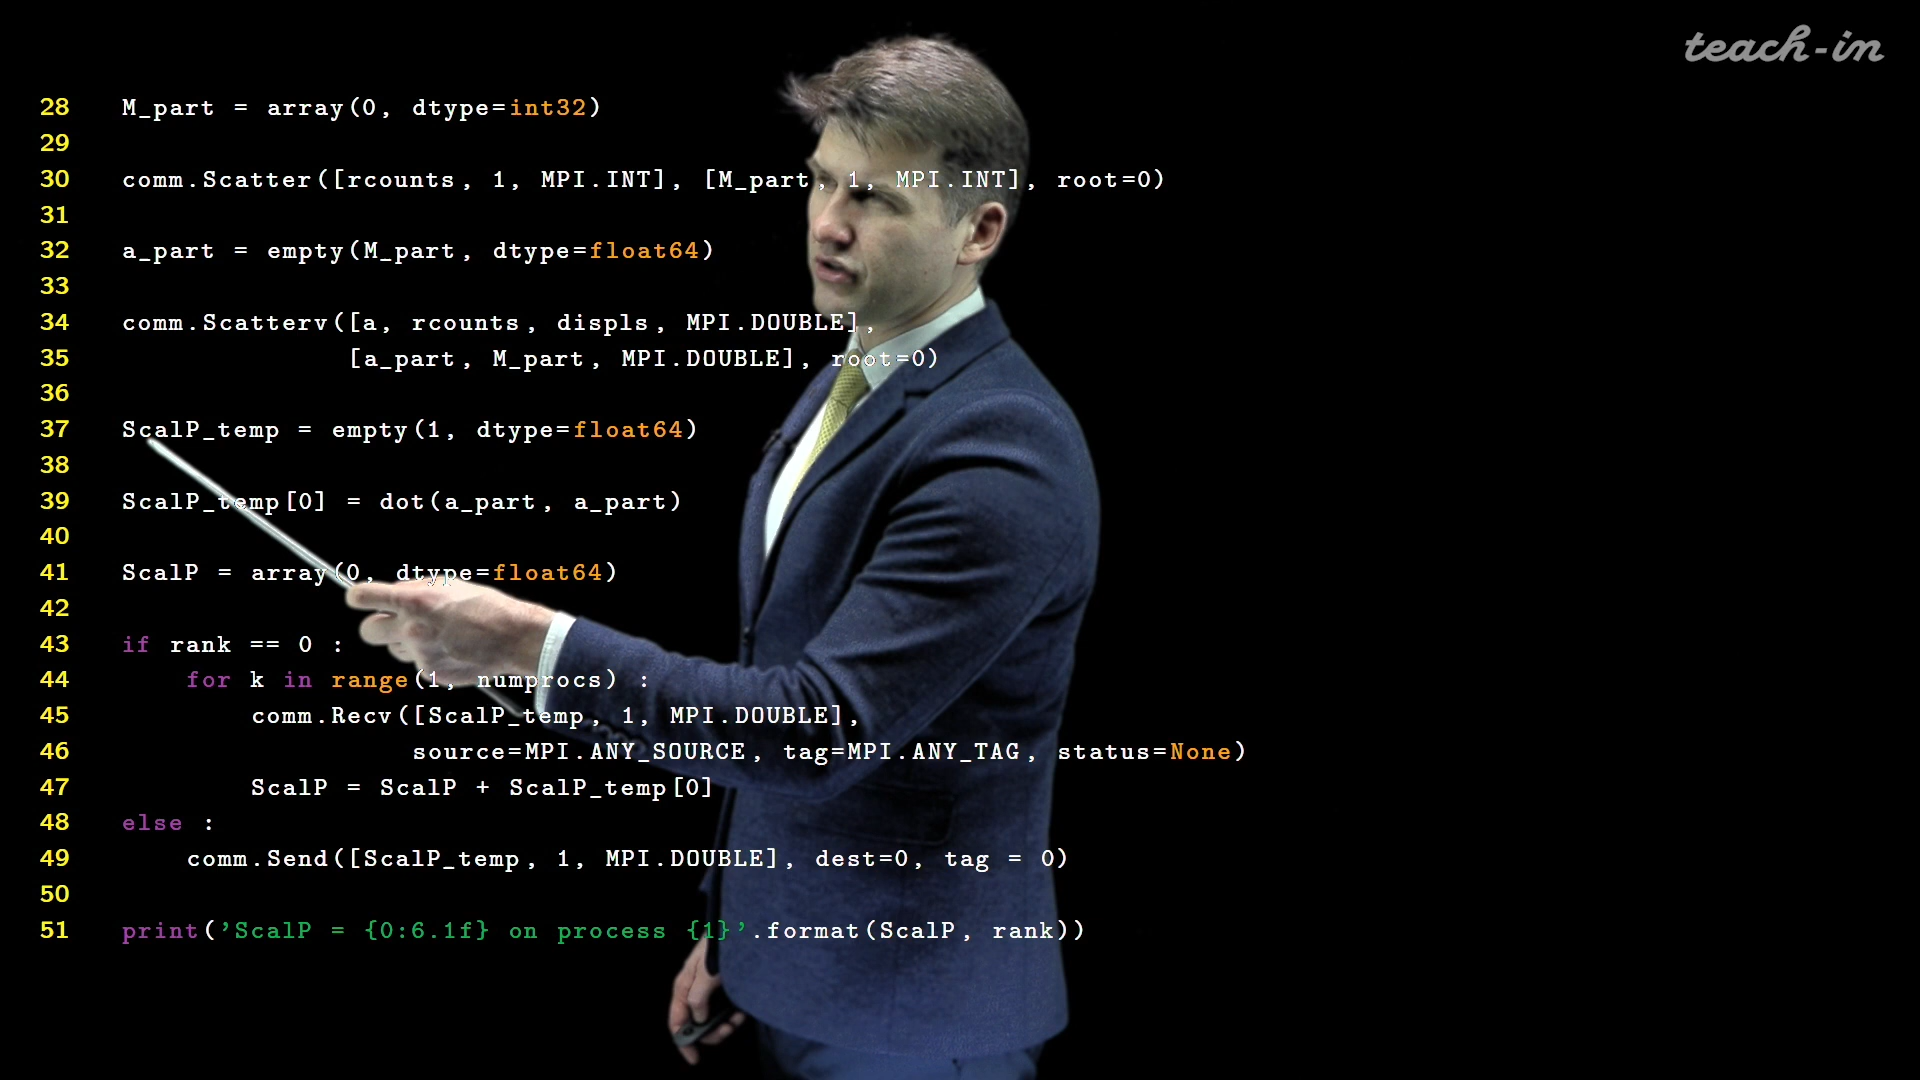 teach-in
28 M_part = array(0, dtype=int32)
29
30 comm.Scatter([rcounts, 1, MPI.INT], [M_part, 1, MPI.INT], root=0)
31
32 a_part = empty(M_part, dtype=float64)
33
34 comm.Scatterv([a, rcounts, displs, MPI.DOUBLE],
35 [a_part, M_part, MPI.DOUBLE], root=0)
36
37 ScalP_temp = empty(1, dtype=float64)
38
39 ScalP_temp[0] = dot(a_part, a_part)
40
41 ScalP = array(0, dtype=float64)
42
43 if rank == 0 :
44 for k in range(1, numprocs) :
45 comm.Recv([ScalP_temp, 1, MPI.DOUBLE],
46 source=MPI.ANY_SOURCE, tag=MPI.ANY_TAG, status=None)
47 ScalP = ScalP + ScalP_temp[0]
48 else :
49 comm.Send([ScalP_temp, 1, MPI.DOUBLE], dest=0, tag = 0)
50
51 print('ScalP = {0:6.1f} on process {1}'.format(ScalP, rank))